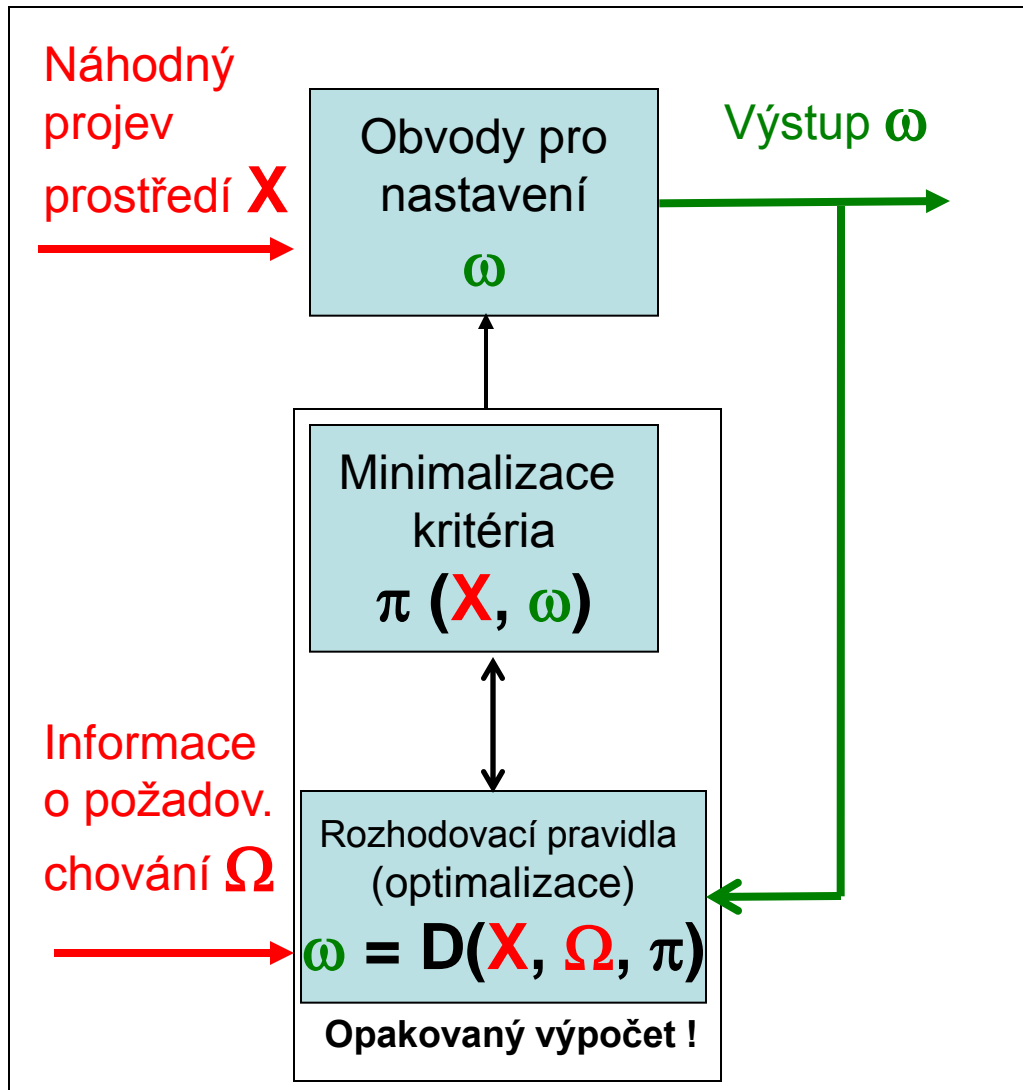 Náhodný
projev
prostředí X
Obvody pro
nastavení
ω
Výstup ω
Minimalizace
kritéria
π (X, ω)
Informace
o požadov.
chování Ω
Rozhodovací pravidla
(optimalizace)
ω = D(X, Ω, π)
Opakovaný výpočet !